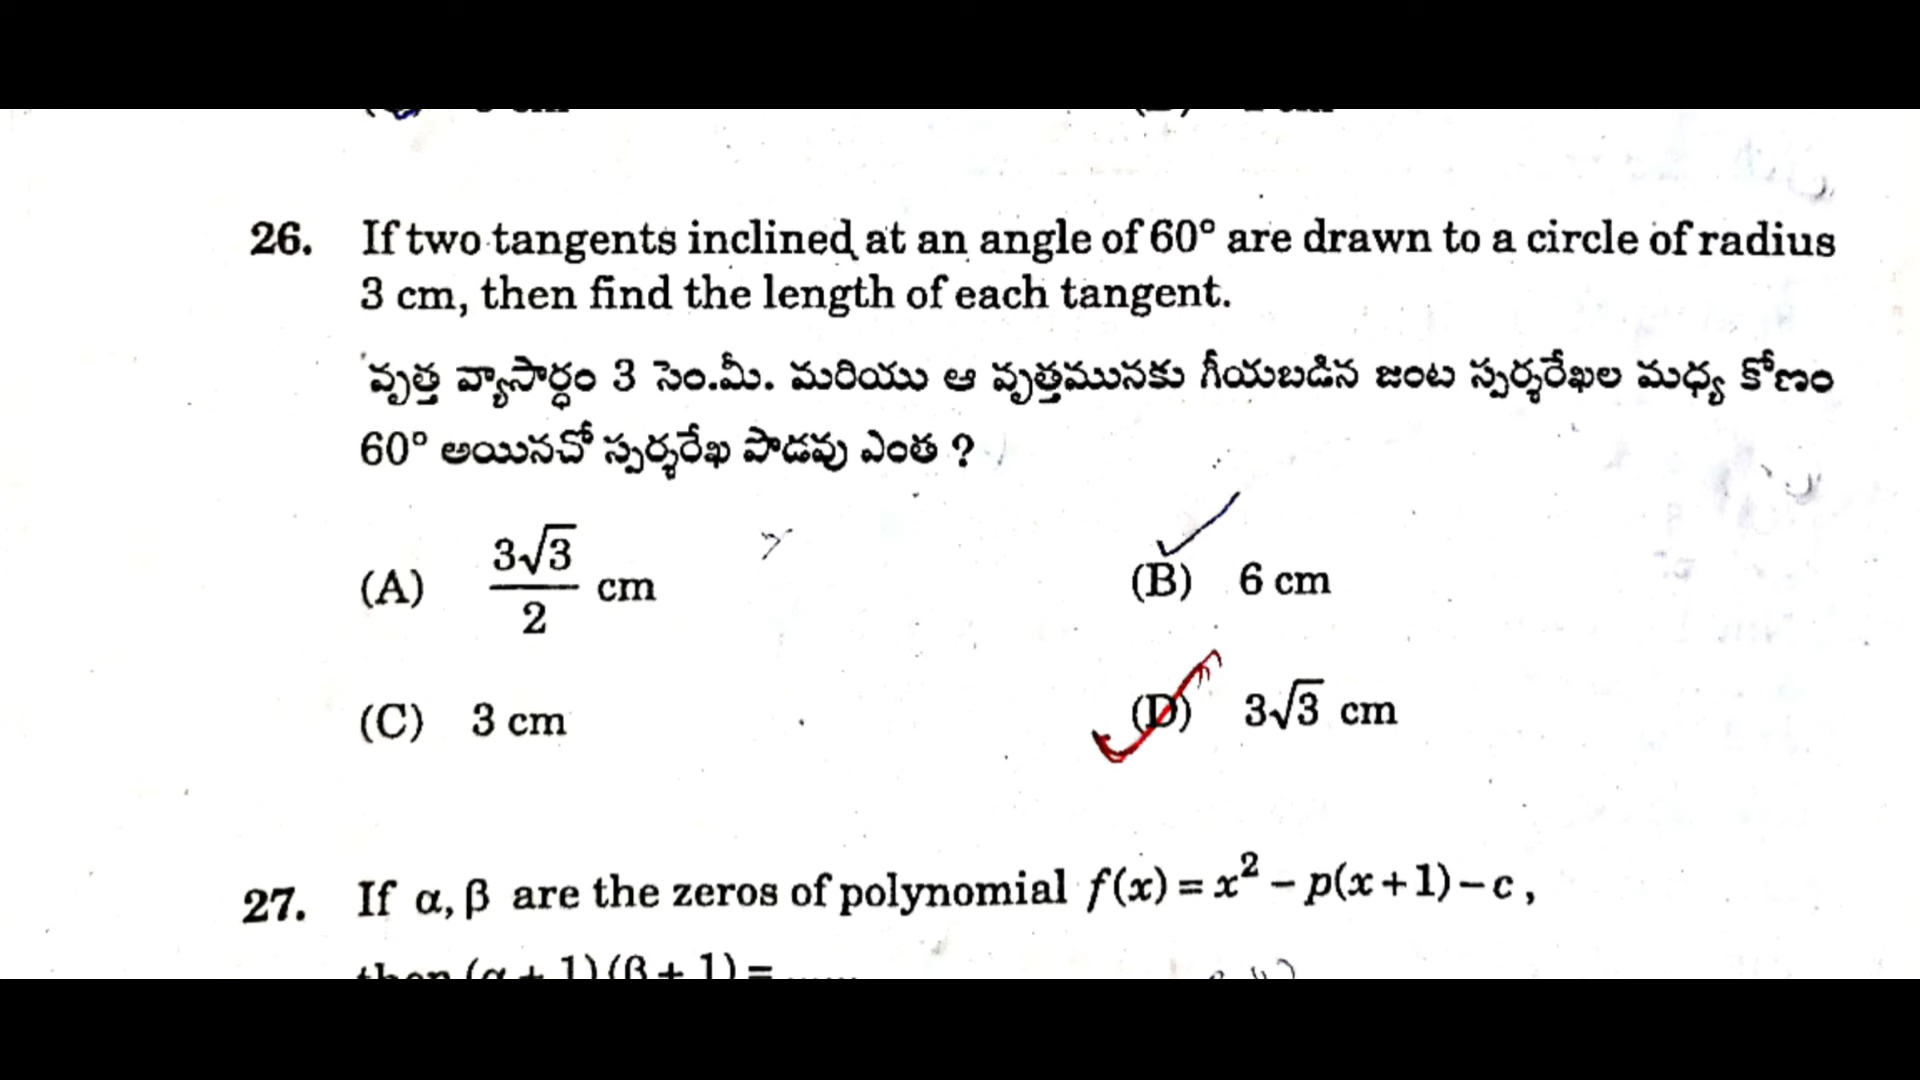 26. If two tangents inclined at an angle of 60° are drawn to a circle of radius
3 cm, then find the length of each tangent.
వృత్త వ్యాసార్ధం 3 సెం.మీ. మరియు ఆ వృత్తమునకు గీయబడిన జంట స్పర్శరేఖల మధ్య కోణం
60° అయినచో స్పర్శరేఖ పొడవు ఎంత ?
(A) 3√3/2 cm (B) 6 cm
(C) 3 cm (D) 3√3 cm
27. If α, β are the zeros of polynomial f(x) = x² – p(x+1) – c,
then (α + 1) (β + 1) = ......